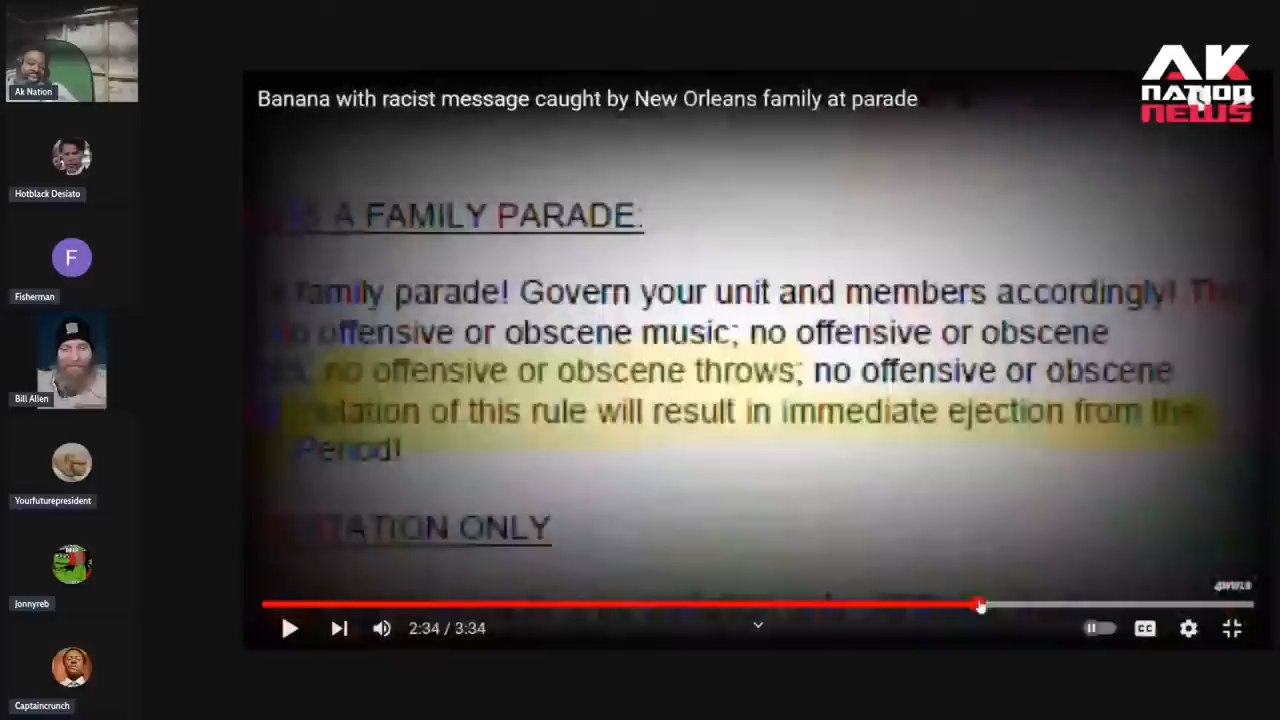 Ak Nation
Hotblack Desiato
F
Fisherman
Bill Allen
Yourfuturepresident
Jonnyreb
Captaincrunch
AK
NATION
NEWS
Banana with racist message caught by New Orleans family at parade
A FAMILY PARADE:
family parade! Govern your unit and members accordingly!
no offensive or obscene music; no offensive or obscene
no offensive or obscene throws; no offensive or obscene
of this rule will result in immediate ejection from the
Period!
ONLY
4WWL
2:34 / 3:34
CC